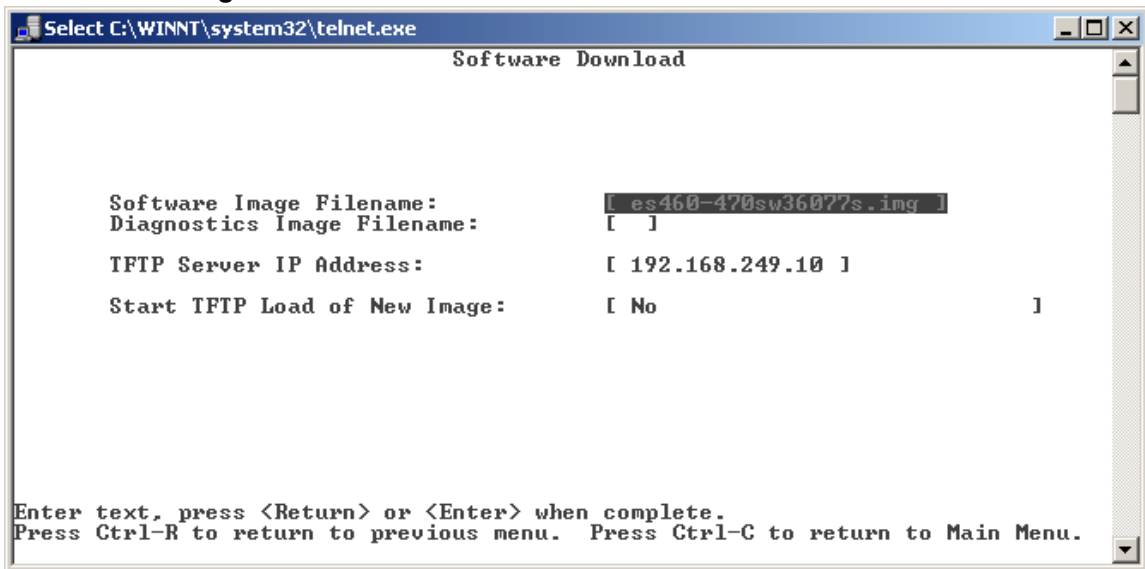 Select C:\WINNT\system32\telnet.exe
Software Download
Software Image Filename: [ es460-470sw36077s.img ]
Diagnostics Image Filename: [ ]
TFTP Server IP Address: [ 192.168.249.10 ]
Start TFTP Load of New Image: [ No ]
Enter text, press <Return> or <Enter> when complete.
Press Ctrl-R to return to previous menu. Press Ctrl-C to return to Main Menu.